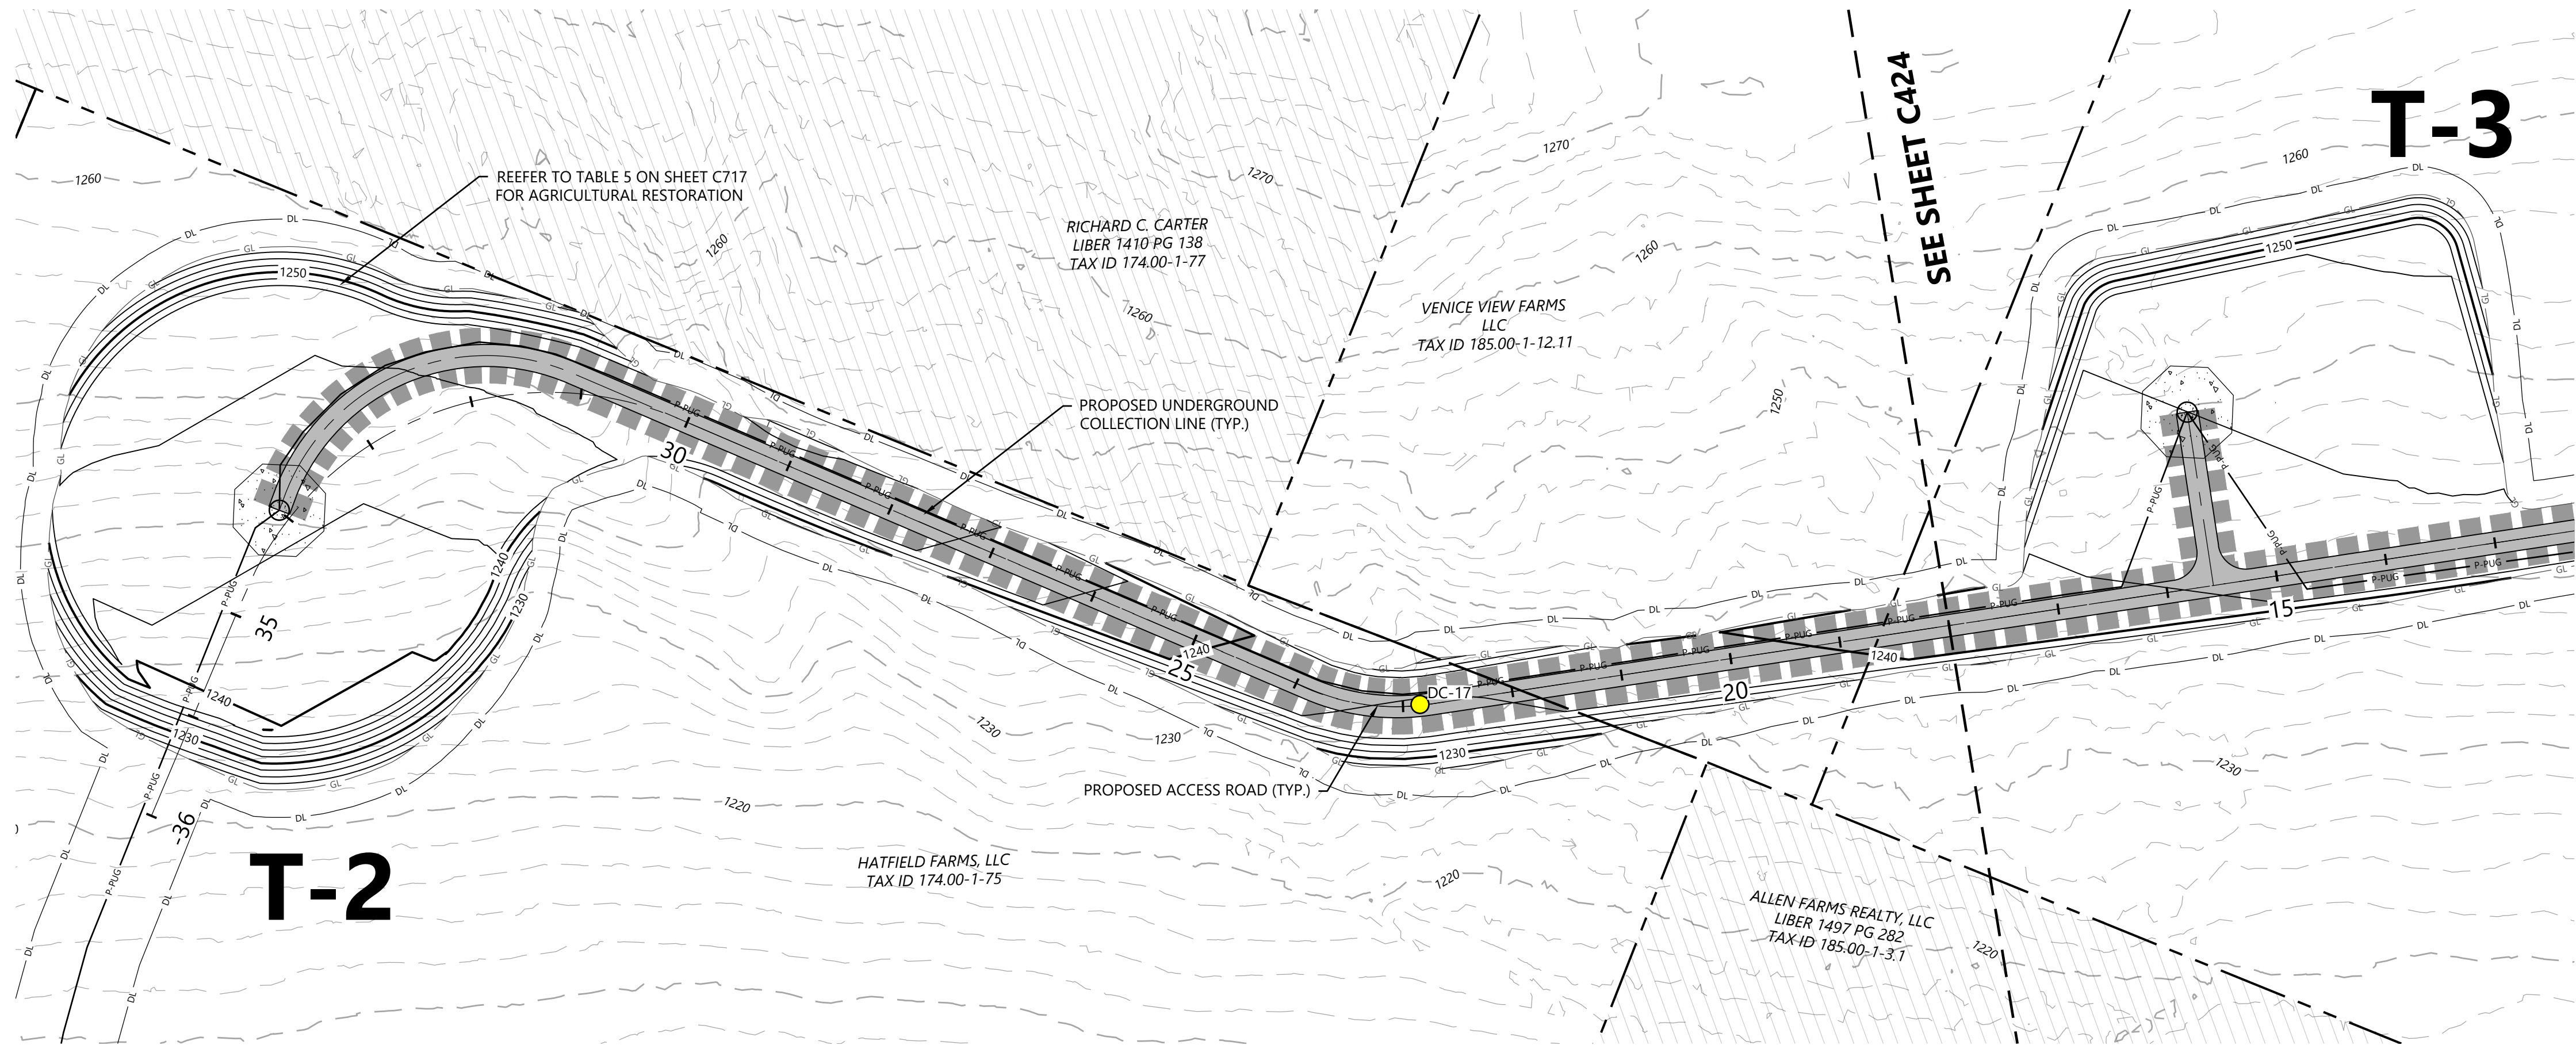 SEE SHEET C424
T-3
1260
REEFER TO TABLE 5 ON SHEET C717
FOR AGRICULTURAL RESTORATION
1270
1270
1260
RICHARD C. CARTER
LIBER 1410 PG 138
TAX ID 174.00-1-77
1260
1260
1250
1250
1260
VENICE VIEW FARMS
LLC
TAX ID 185.00-1-12.11
1250
PROPOSED UNDERGROUND
COLLECTION LINE (TYP.)
30
1240
1230
35
15
1240
25
1240
20
DC-17
1240
1230
1230
1230
1230
1230
PROPOSED ACCESS ROAD (TYP.)
1220
36
T-2
HATFIELD FARMS, LLC
TAX ID 174.00-1-75
1220
ALLEN FARMS REALTY, LLC
LIBER 1497 PG 282
TAX ID 185.00-1-3.1
1220
DL
GL
P-PUG